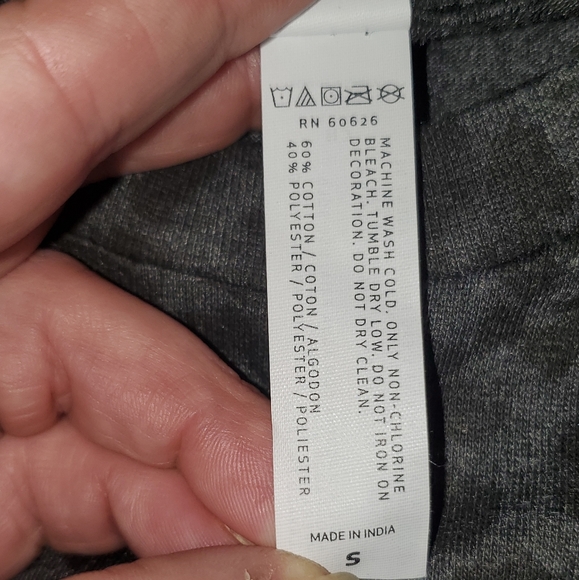 RN 60626
MACHINE WASH COLD. ONLY NON-CHLORINE
BLEACH. TUMBLE DRY LOW. DO NOT IRON ON
DECORATION. DO NOT DRY CLEAN.
60% COTTON / COTON / ALGODON
40% POLYESTER / POLYESTER / POLIESTER
MADE IN INDIA
S